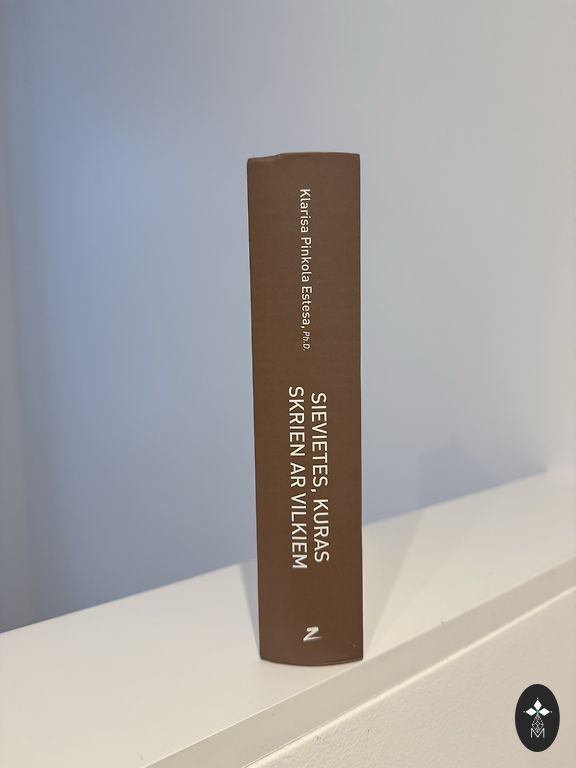 Klarisa Pinkola Estesa, Ph.D.
SIEVIETES, KURAS
SKRIEN AR VILKIEM
N
M